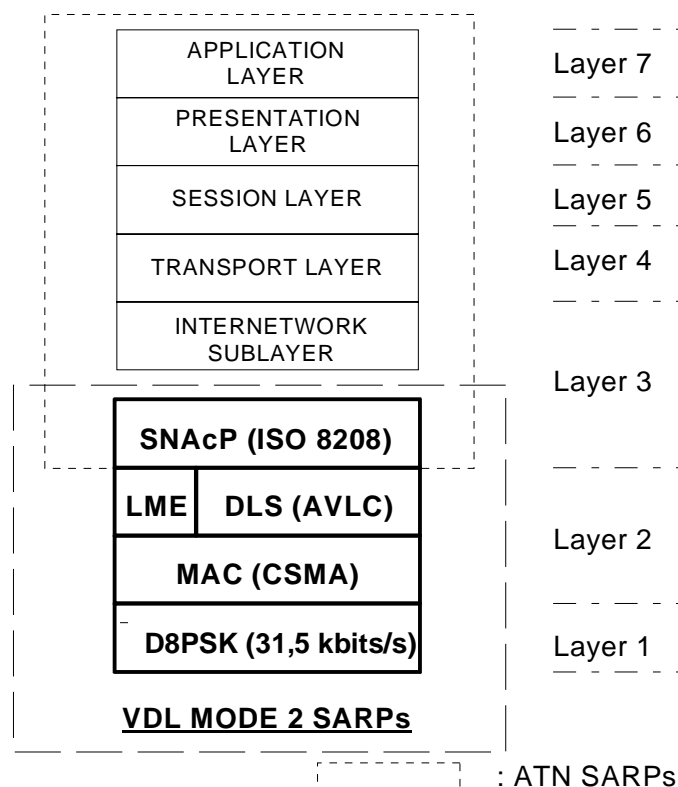 APPLICATION
LAYER
Layer 7
PRESENTATION
LAYER
Layer 6
SESSION LAYER
Layer 5
TRANSPORT LAYER
Layer 4
INTERNETWORK
SUBLAYER
Layer 3
SNAcP (ISO 8208)
LME
DLS (AVLC)
Layer 2
MAC (CSMA)
D8PSK (31,5 kbits/s)
Layer 1
VDL MODE 2 SARPs
: ATN SARPs